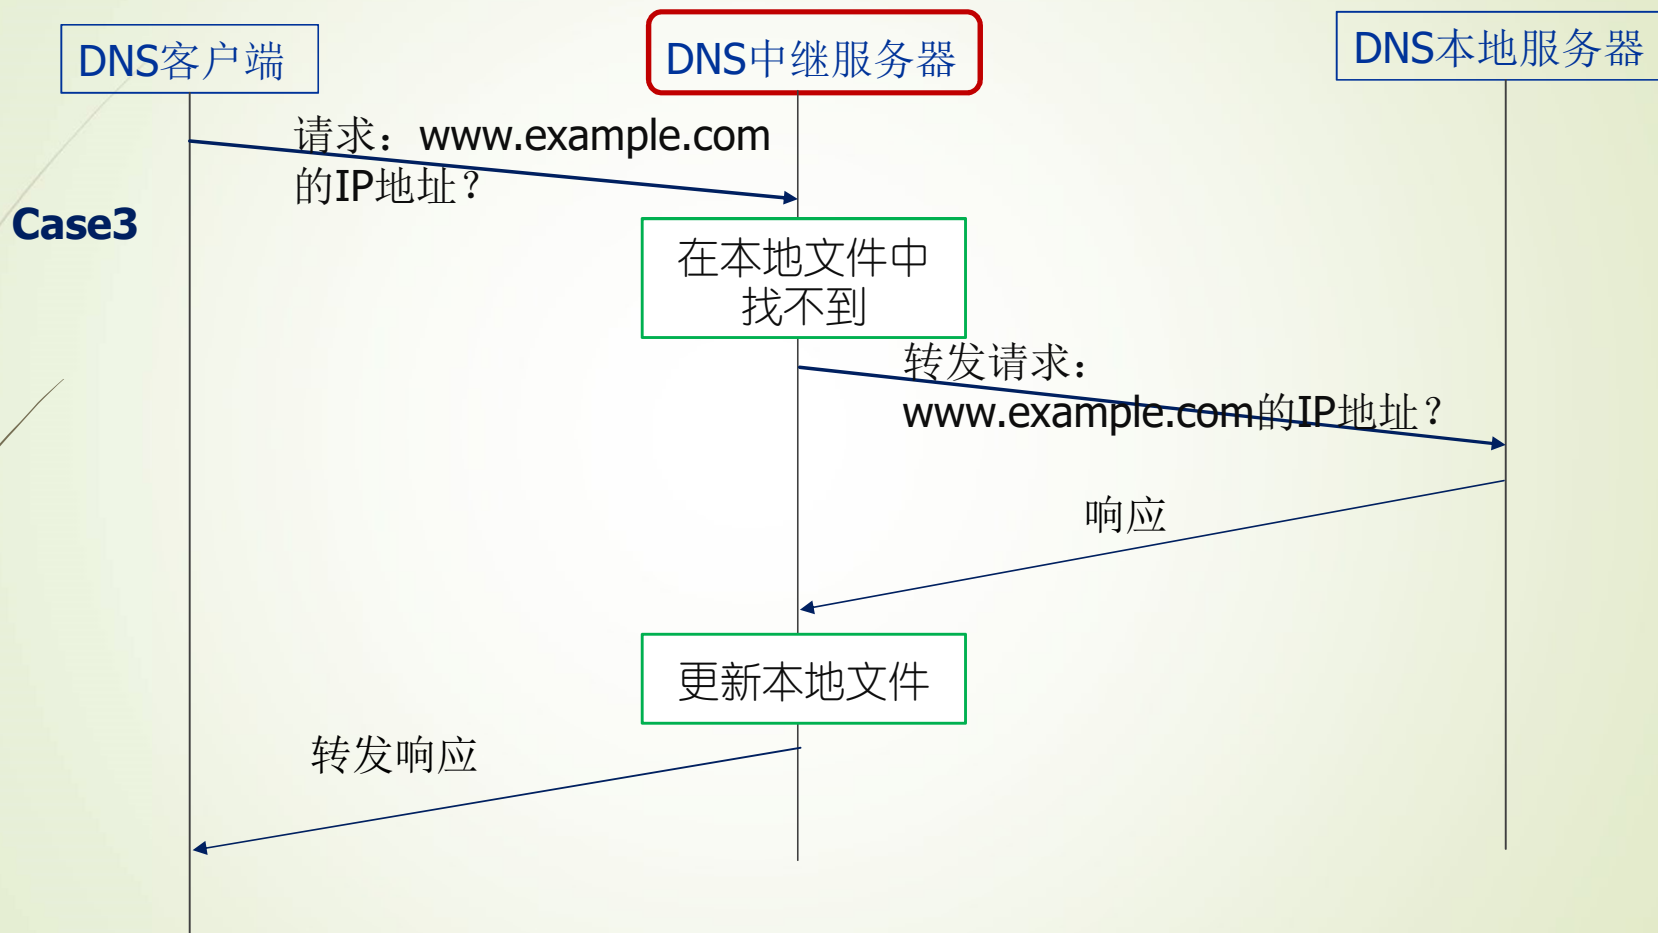 DNS客户端
DNS中继服务器
DNS本地服务器
请求：www.example.com
的IP地址？
Case3
在本地文件中
找不到
转发请求：
www.example.com的IP地址？
响应
更新本地文件
转发响应